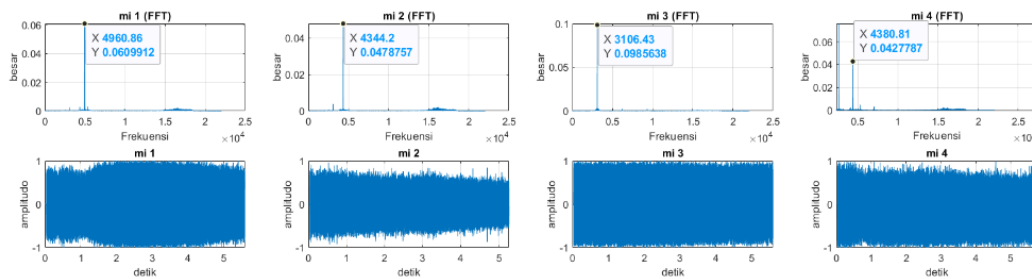 mi 1 (FFT)
mi 2 (FFT)
mi 3 (FFT)
mi 4 (FFT)
0.06
0.04
0.02
0
besar
X 4960.86
Y 0.0609912
0 0.5 1 1.5 2 2.5
Frekuensi
×10⁴
0.04
0.02
0
besar
X 4344.2
Y 0.0478757
0 0.5 1 1.5 2 2.5
Frekuensi
×10⁴
0.1
0.05
0
besar
X 3106.43
Y 0.0985638
0 0.5 1 1.5 2 2.5
Frekuensi
×10⁴
0.06
0.04
0.02
0
besar
X 4380.81
Y 0.0427787
0.5 1 1.5 2 2.5
Frekuensi
×10⁴
mi 1
mi 2
mi 3
mi 4
1
0
-1
amplitudo
0 1 2 3 4 5
detik
1
0
-1
amplitudo
0 1 2 3 4 5
detik
1
0
-1
amplitudo
0 1 2 3 4 5
detik
1
0
-1
amplitudo
0 1 2 3 4 5
detik